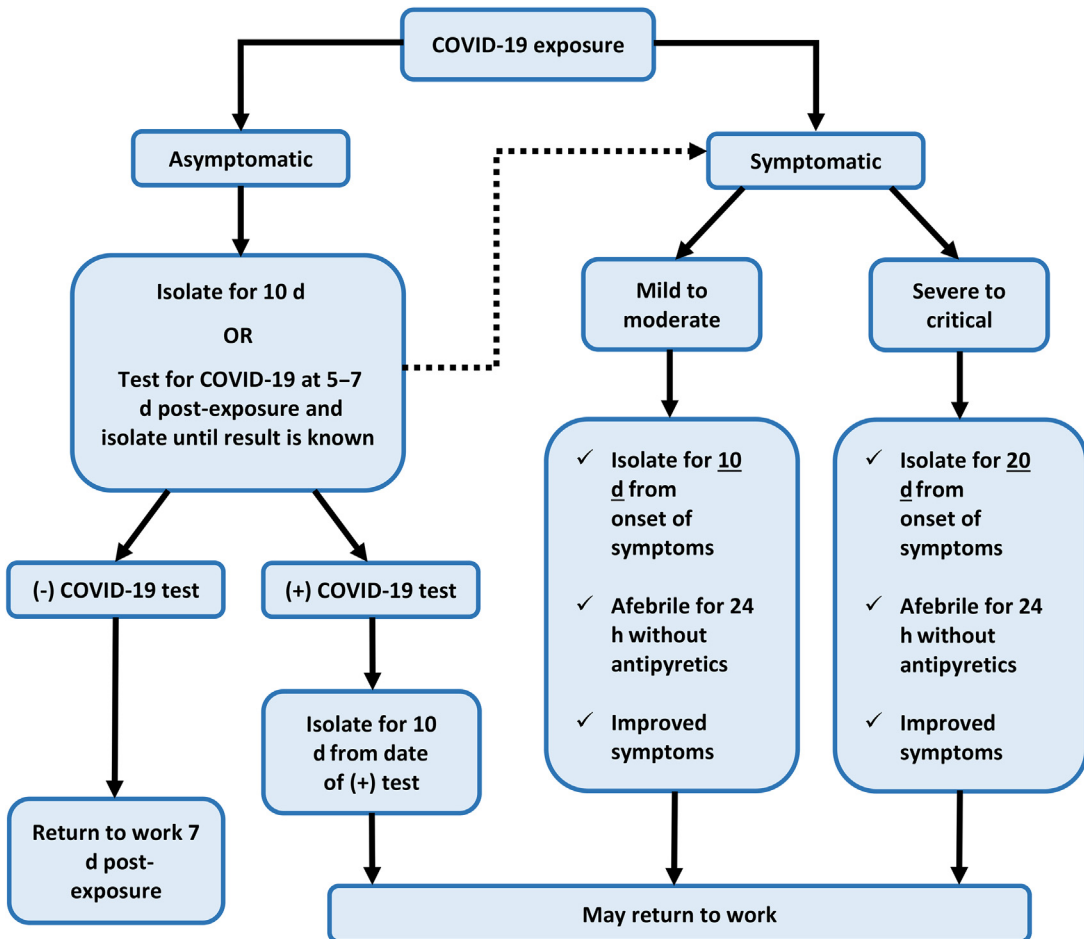 COVID-19 exposure
Asymptomatic
Symptomatic
Isolate for 10 d
OR
Test for COVID-19 at 5–7
d post-exposure and
isolate until result is known
Mild to
moderate
Severe to
critical
(-) COVID-19 test
(+) COVID-19 test
✓ Isolate for 10
d from
onset of
symptoms
✓ Afebrile for 24
h without
antipyretics
✓ Improved
symptoms
✓ Isolate for 20
d from
onset of
symptoms
✓ Afebrile for 24
h without
antipyretics
✓ Improved
symptoms
Isolate for 10
d from date
of (+) test
Return to work 7
d post-
exposure
May return to work